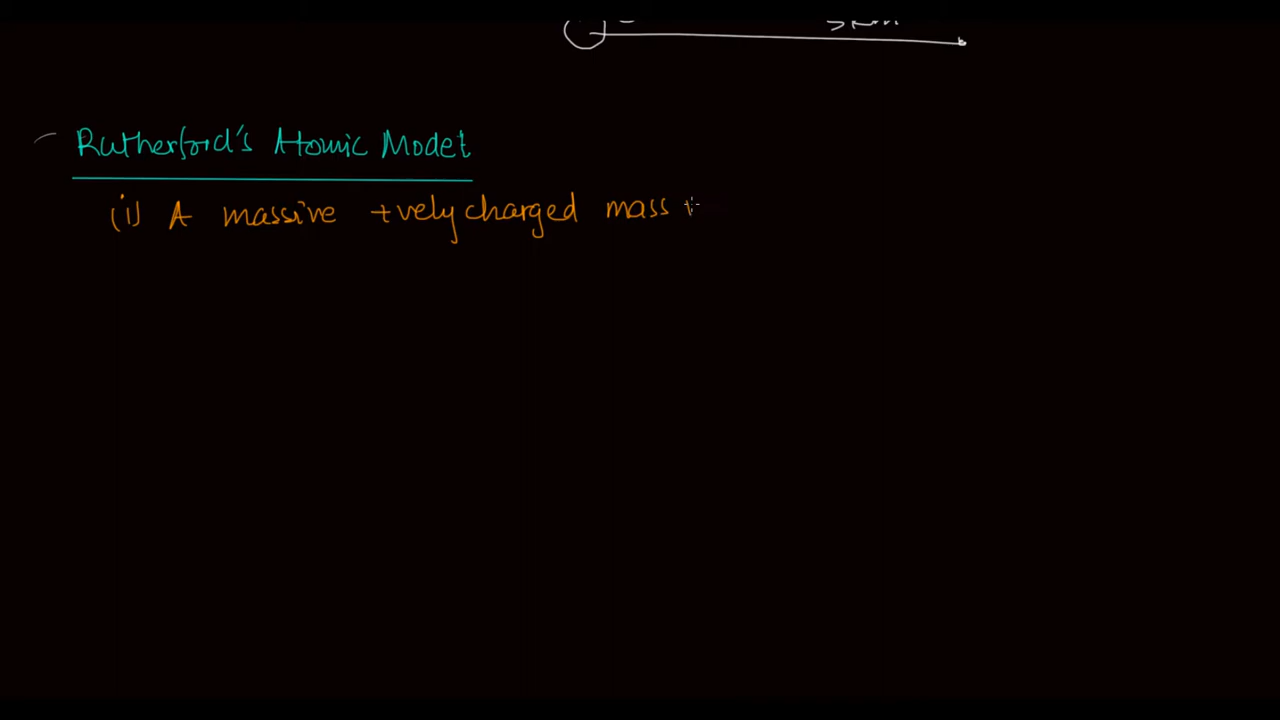 Rutherford's Atomic Model
(i) A massive +vely charged mass